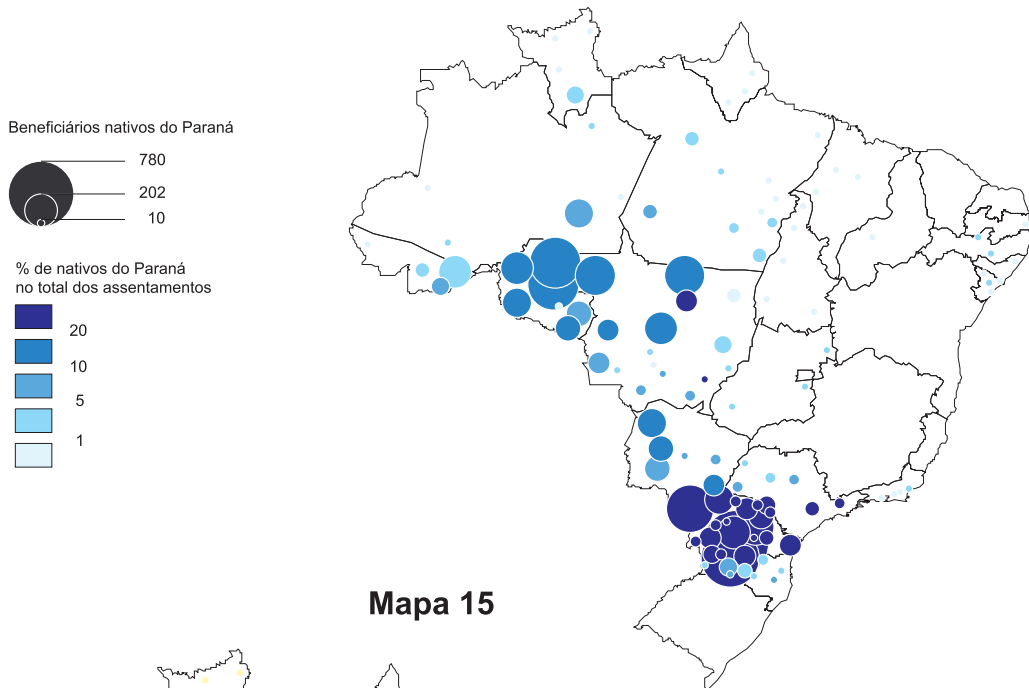 Beneficiários nativos do Paraná
780
202
10
% de nativos do Paraná
no total dos assentamentos
20
10
5
1
Mapa 15